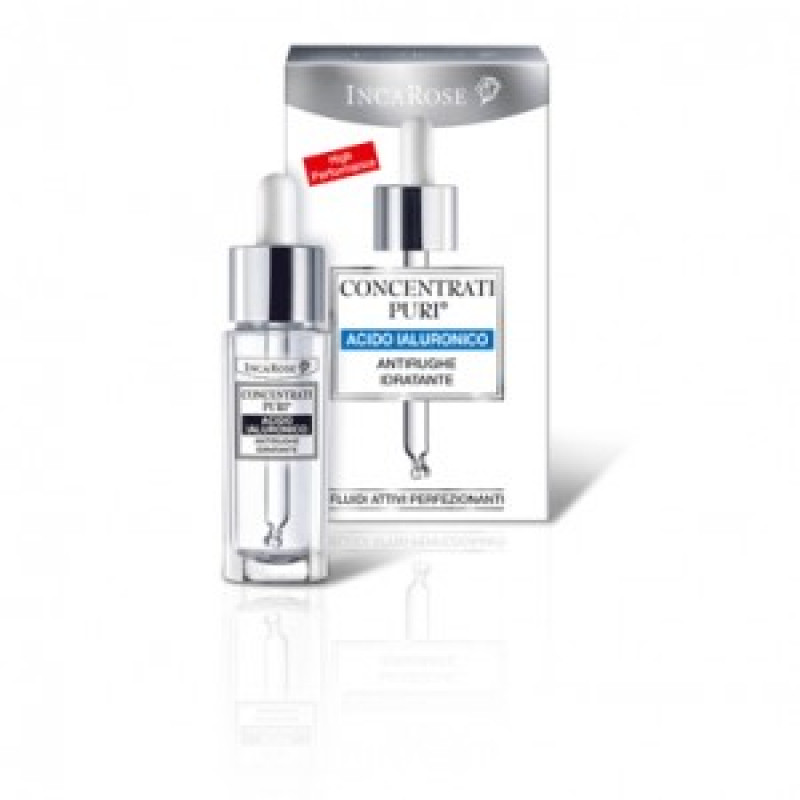 INCAROSE
High
Performance
CONCENTRATI
PURI®
ACIDO IALURONICO
ANTIRUGHE
IDRATANTE
FLUIDI ATTIVI PERFEZIONANTI
INCAROSE
CONCENTRATI
PURI®
ACIDO
IALURONICO
ANTIRUGHE
IDRATANTE